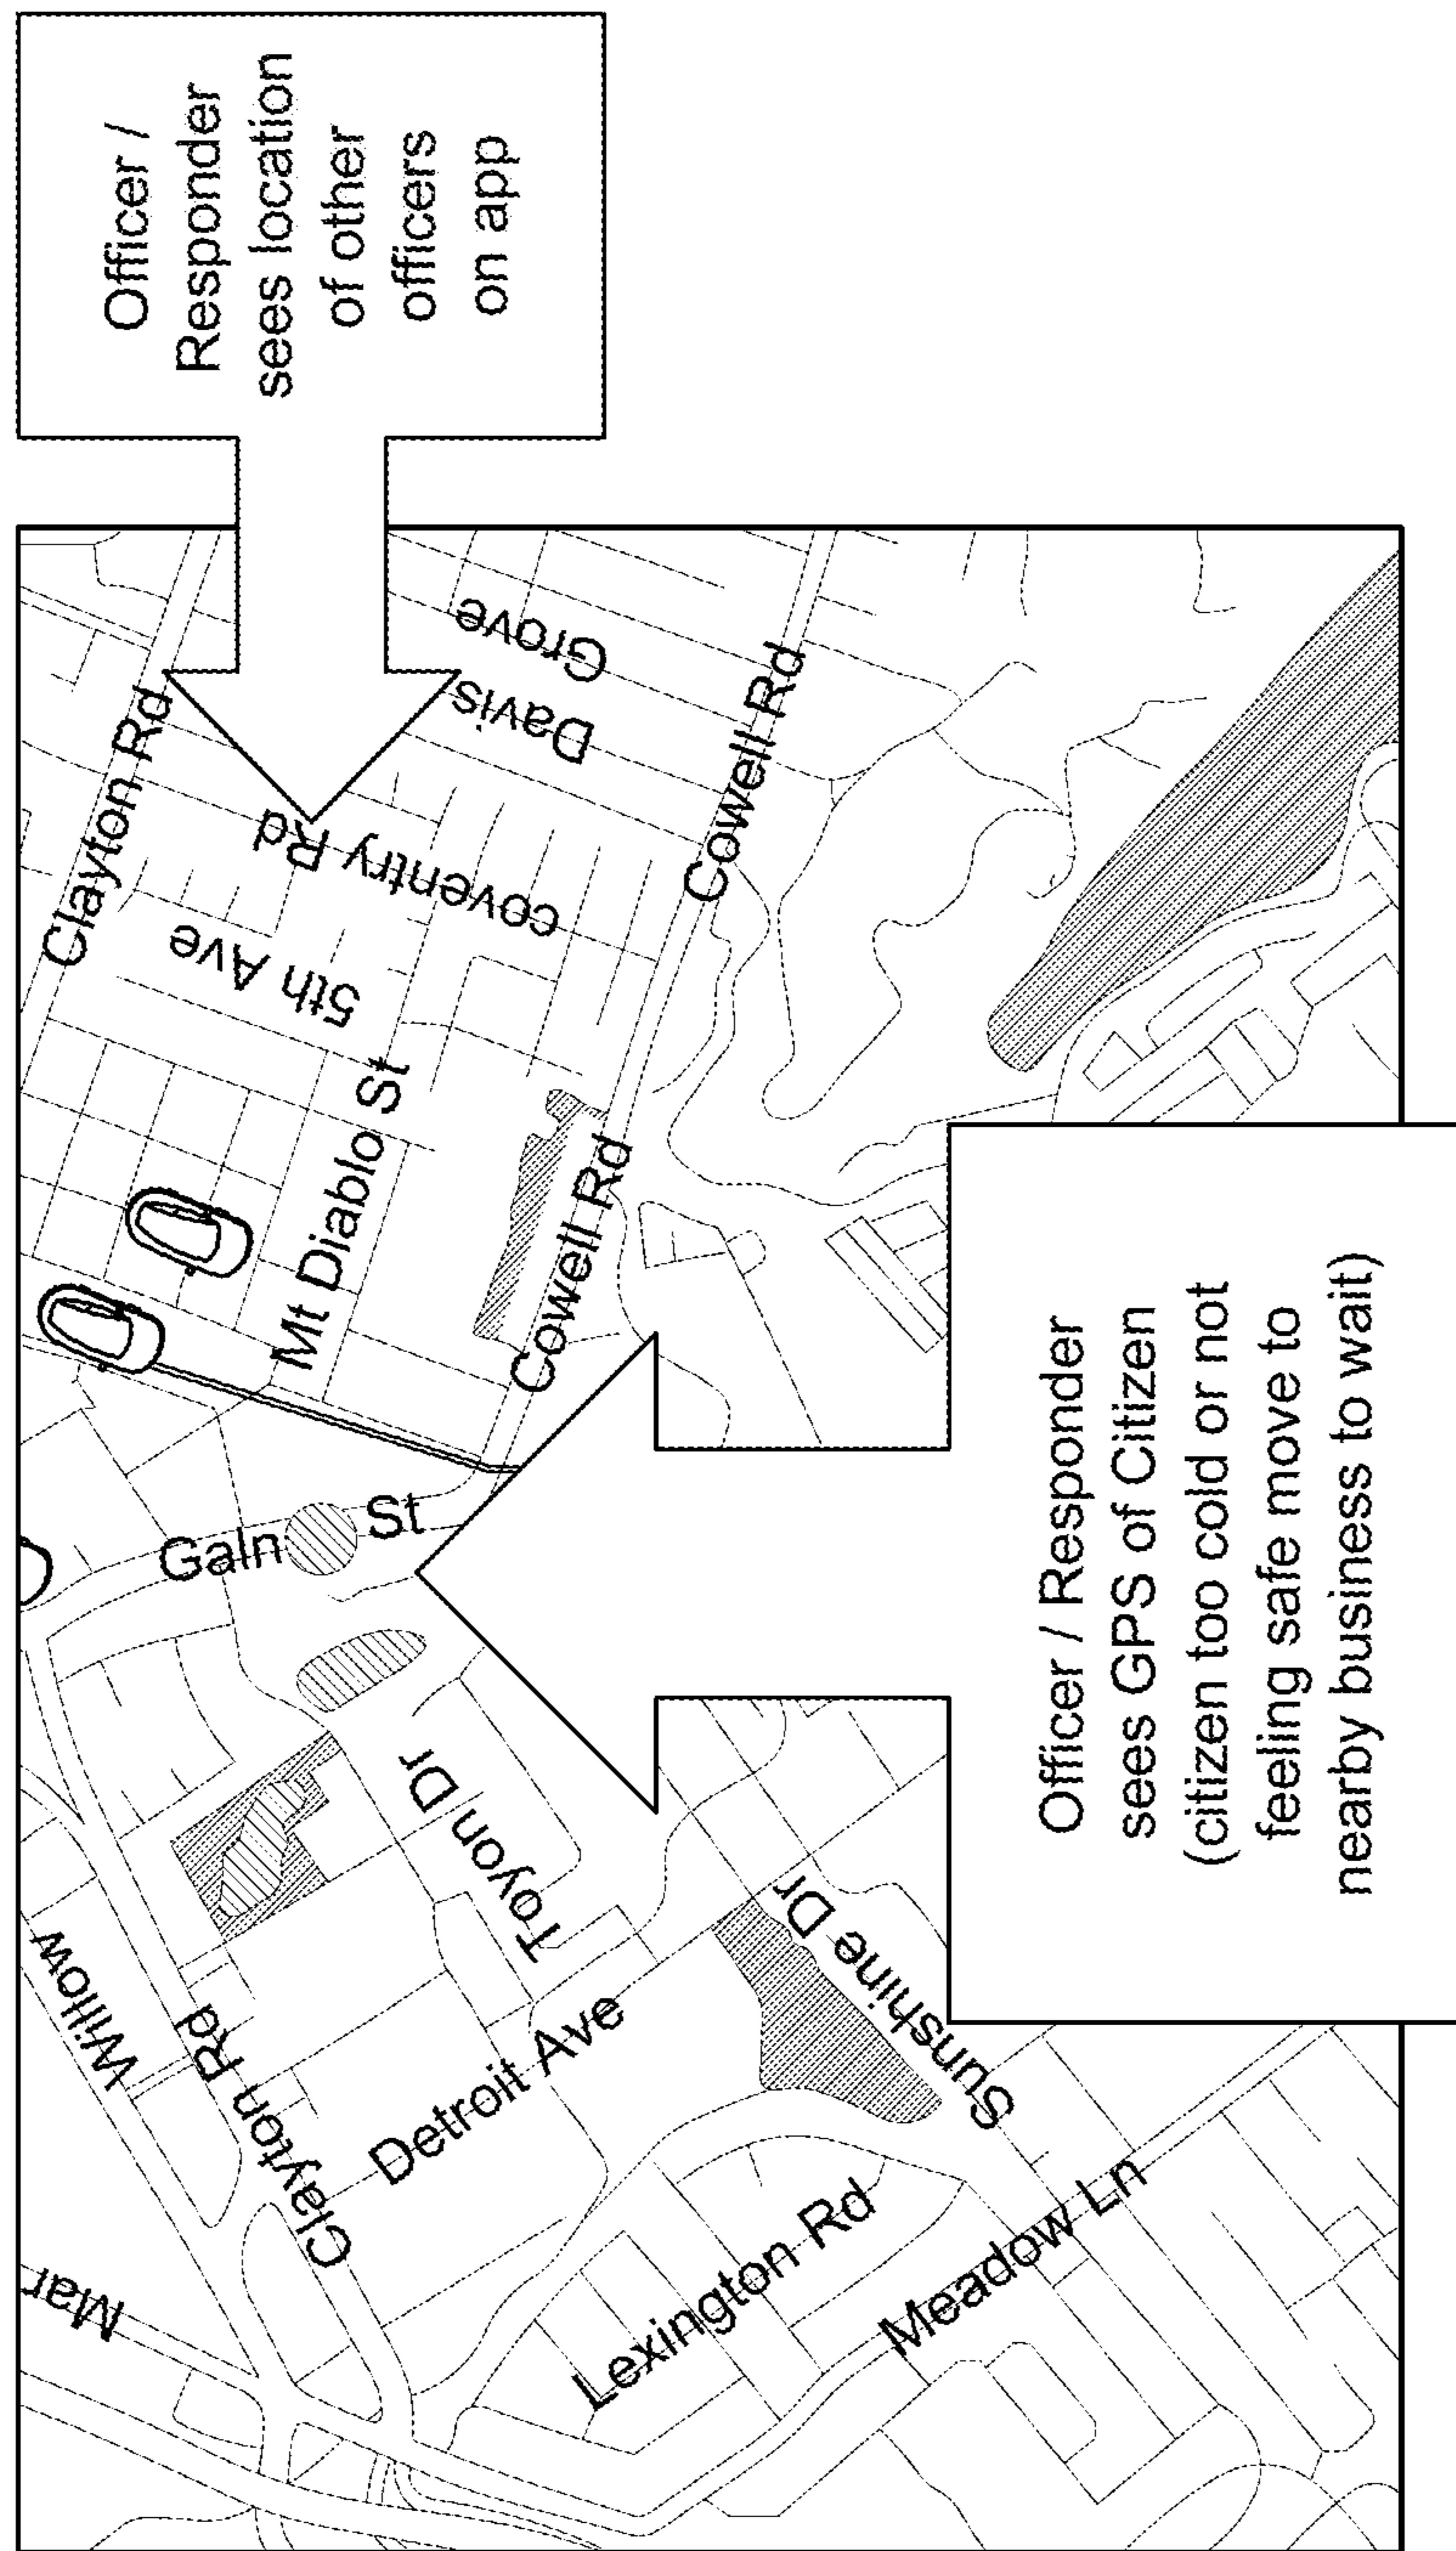 Officer /
Responder
sees location
of other
officers
on app
Clayton Rd
Grove
Davis
Cowell Rd
coventry Rd
5th Ave
Mt Diablo St
Cowell Rd
Galn St
Officer / Responder
sees GPS of Citizen
(citizen too cold or not
feeling safe move to
nearby business to wait)
Toyon Dr
Willow
Clayton Rd
Detroit Ave
Sunshine Dr
Mar
Lexington Rd
Meadow Ln